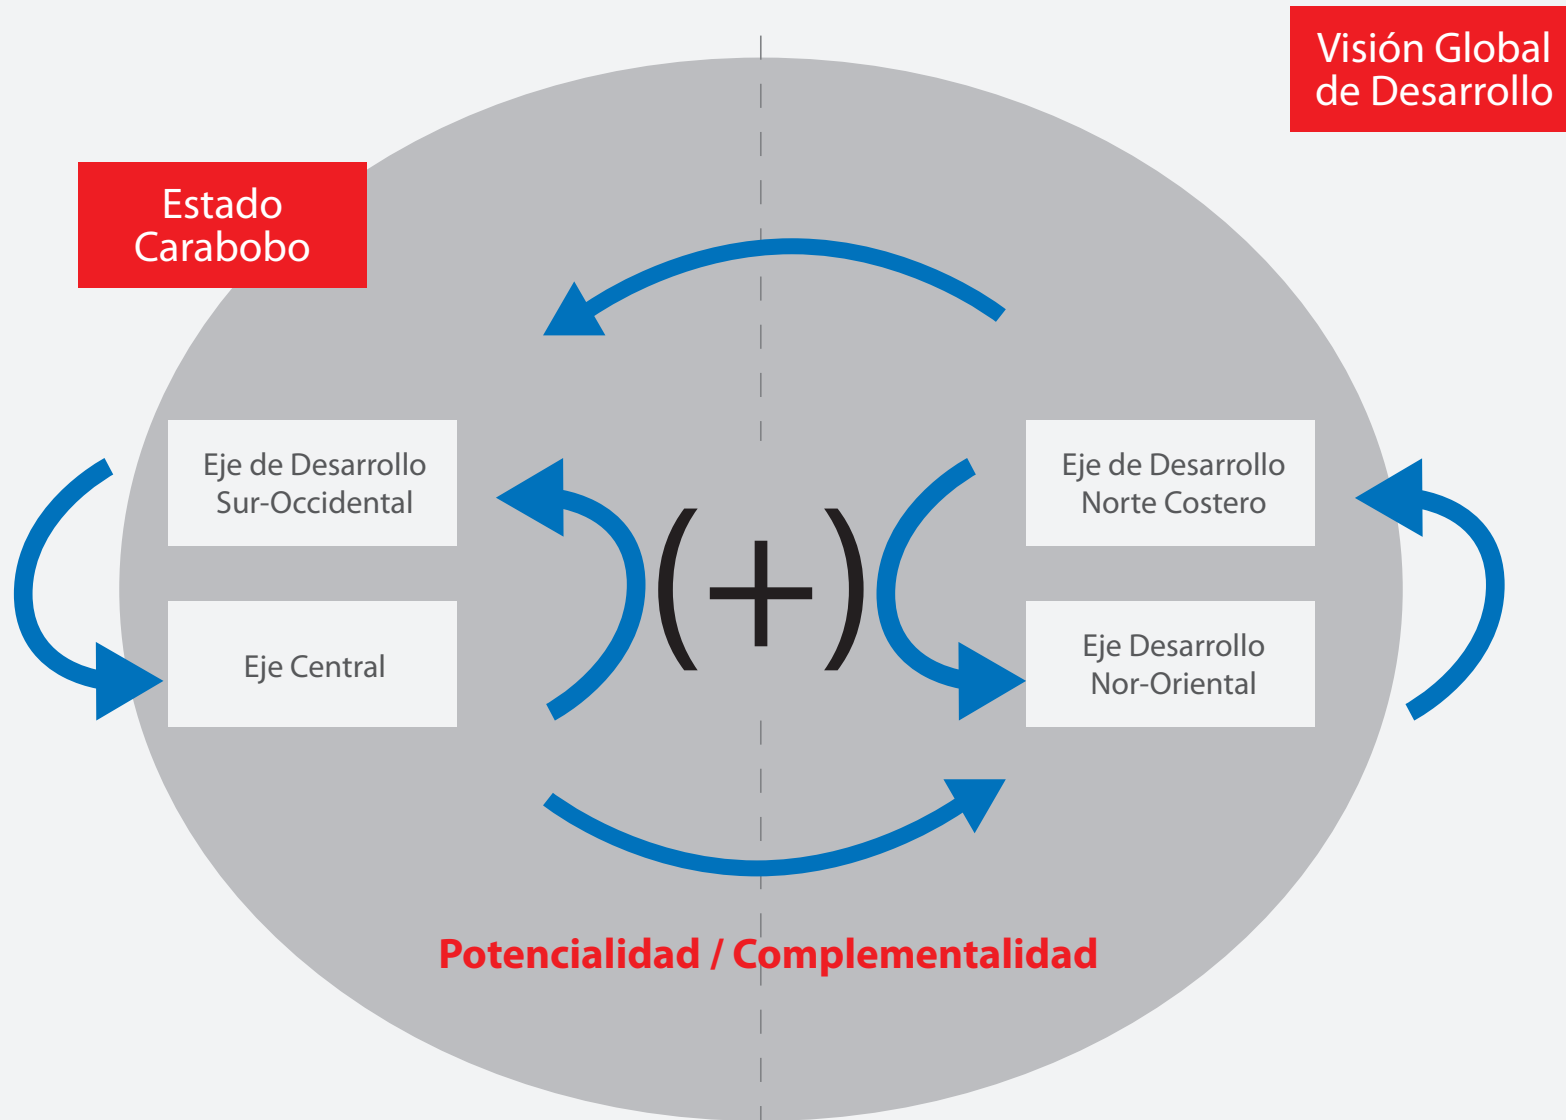 Visión Global
de Desarrollo
Estado
Carabobo
Eje de Desarrollo
Sur-Occidental
Eje Central
(+)
Eje de Desarrollo
Norte Costero
Eje Desarrollo
Nor-Oriental
Potencialidad / Complementalidad